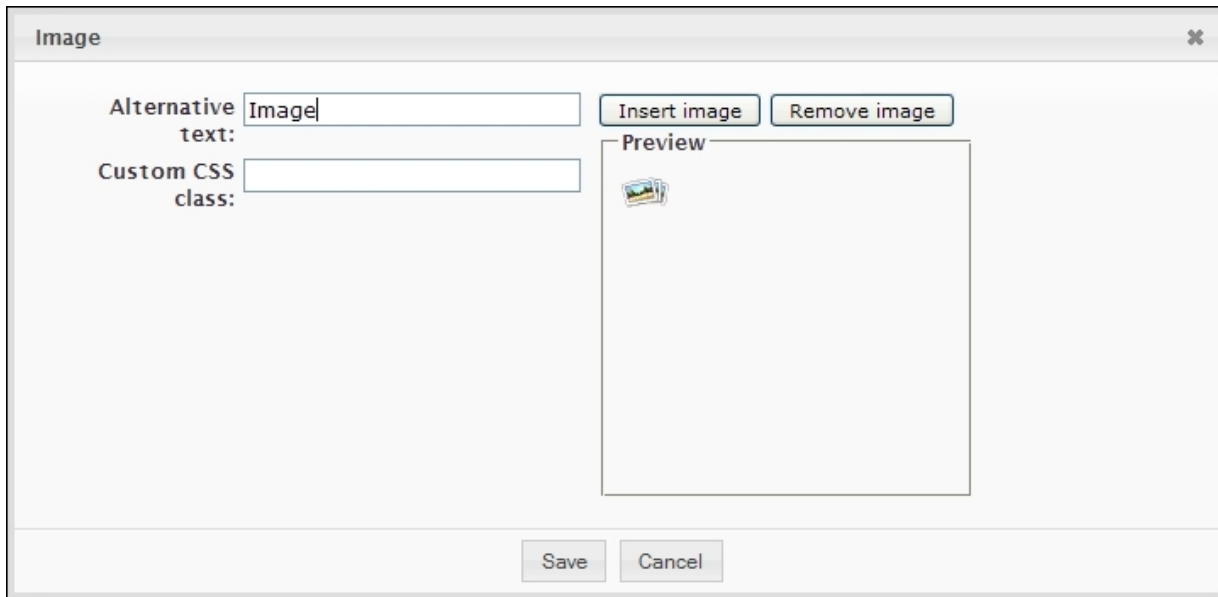 Image
Alternative
text:
Image
Insert image
Remove image
Preview
Custom CSS
class:
Save
Cancel